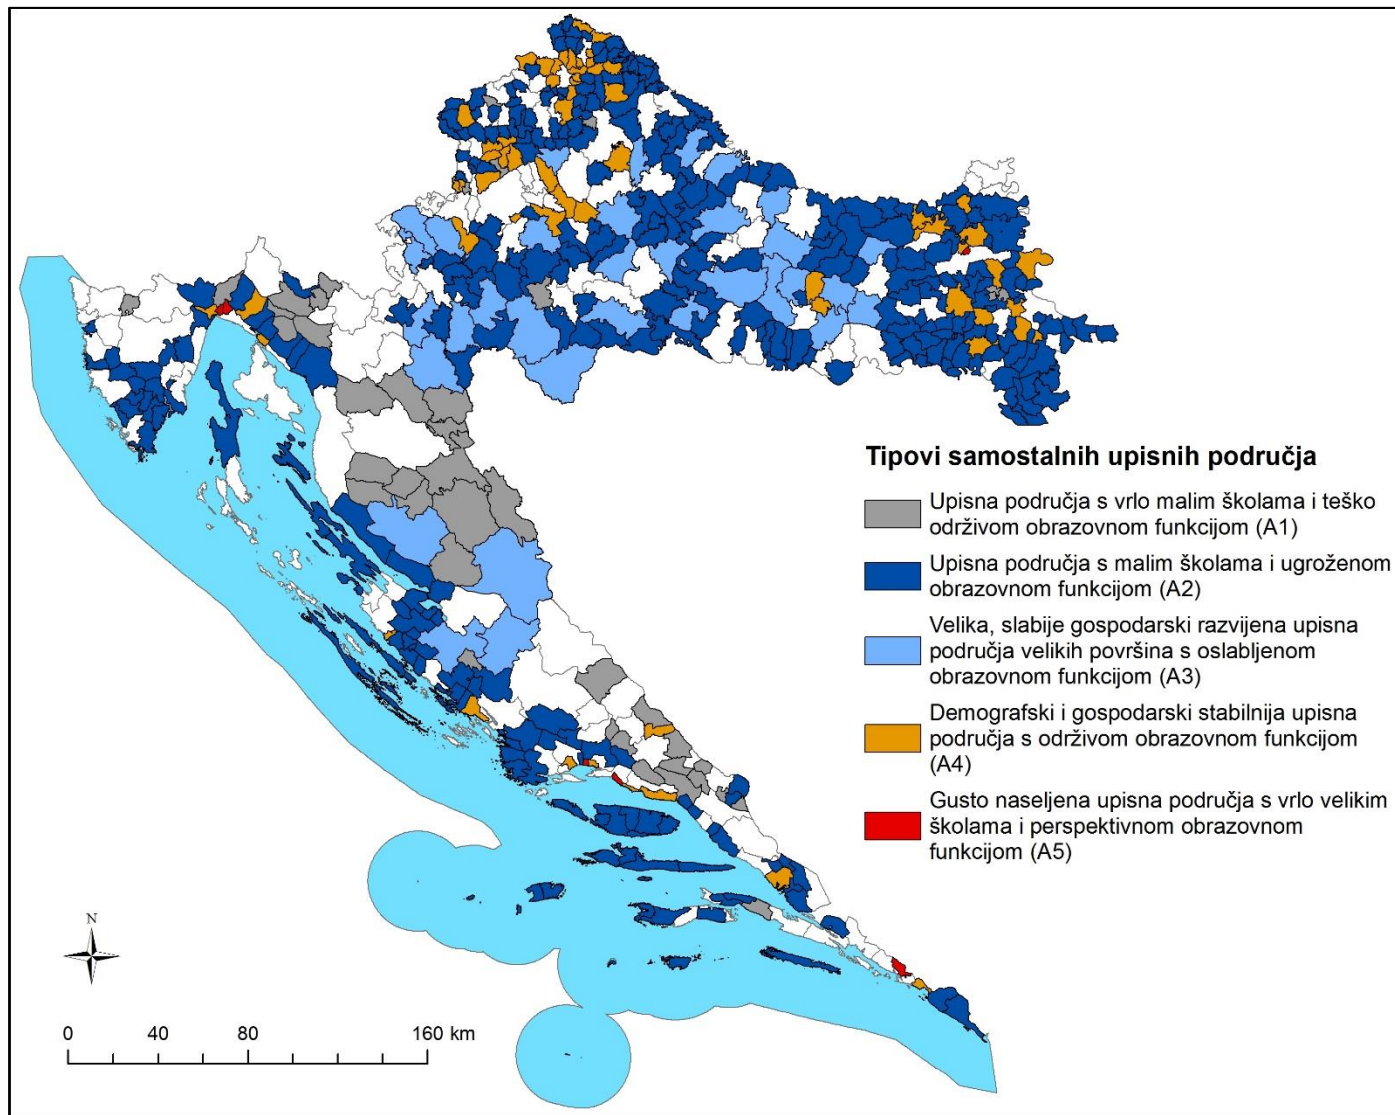 Tipovi samostalnih upisnih područja
Upisna područja s vrlo malim školama i teško
održivom obrazovnom funkcijom (A1)
Upisna područja s malim školama i ugroženom
obrazovnom funkcijom (A2)
Velika, slabije gospodarski razvijena upisna
područja velikih površina s oslabljenom
obrazovnom funkcijom (A3)
Demografski i gospodarski stabilnija upisna
područja s održivom obrazovnom funkcijom
(A4)
Gusto naseljena upisna područja s vrlo velikim
školama i perspektivnom obrazovnom
funkcijom (A5)
N
0 40 80 160 km